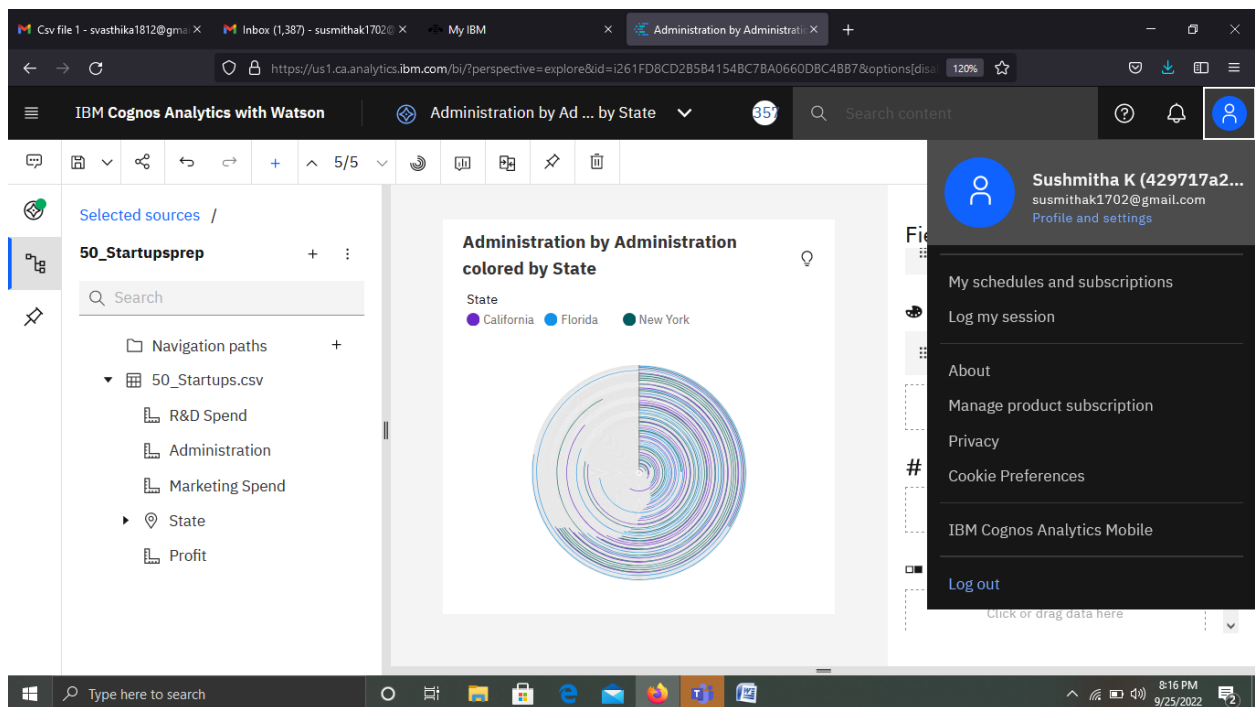 Csv file 1 - svasthika1812@gmai
Inbox (1,387) - susmithak1702@
My IBM
Administration by Administratio
https://us1.ca.analytics.ibm.com/bi/?perspective=explore&id=i261FD8CD2B5B4154BC7BA0660DBC4BB7&options[disa
120%
IBM Cognos Analytics with Watson
Administration by Ad ... by State
357
Search content
5/5
Sushmitha K (429717a2...
susmithak1702@gmail.com
Profile and settings
Selected sources /
50_Startupsprep
Search
Navigation paths
50_Startups.csv
R&D Spend
Administration
Marketing Spend
State
Profit
Administration by Administration
colored by State
State
California Florida New York
Fie
#
My schedules and subscriptions
Log my session
About
Manage product subscription
Privacy
Cookie Preferences
IBM Cognos Analytics Mobile
Log out
Click or drag data here
Type here to search
8:16 PM
9/25/2022
2